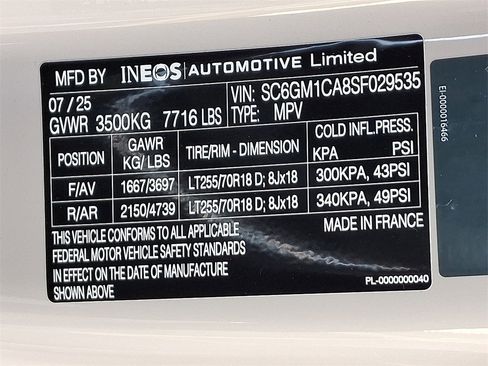 MFD BY INEOS AUTOMOTIVE Limited
07 / 25 VIN: SC6GM1CA8SF029535
GVWR 3500KG 7716 LBS TYPE: MPV
POSITION GAWR KG/ LBS TIRE/RIM - DIMENSION COLD INFL.PRESS. KPA PSI
F/AV 1667/3697 LT255/70R18 D; 8Jx18 300KPA, 43PSI
R/AR 2150/4739 LT255/70R18 D; 8Jx18 340KPA, 49PSI
THIS VEHICLE CONFORMS TO ALL APPLICABLE MADE IN FRANCE
FEDERAL MOTOR VEHICLE SAFETY STANDARDS
IN EFFECT ON THE DATE OF MANUFACTURE
SHOWN ABOVE PL-0000000040
EI-0000016466